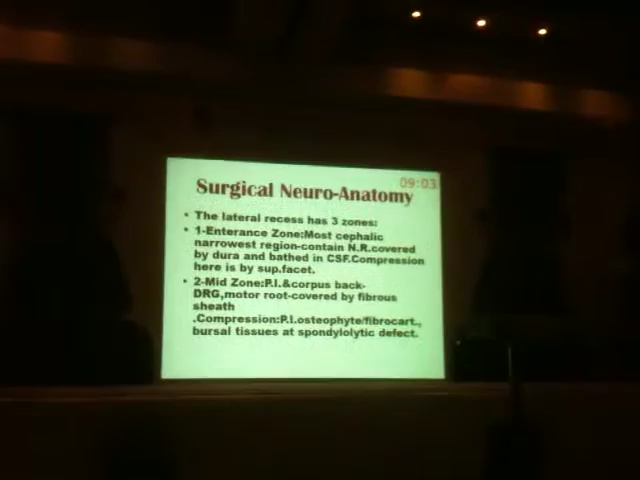 09:03
Surgical Neuro-Anatomy
• The lateral recess has 3 zones:
• 1-Enterance Zone:Most cephalic
narrowest region-contain N.R.covered
by dura and bathed in CSF.Compression
here is by sup.facet.
• 2-Mid Zone:P.I.&corpus back-
DRG,motor root-covered by fibrous
sheath
.Compression:P.I.osteophyte/fibrocart.,
bursal tissues at spondylolytic defect.